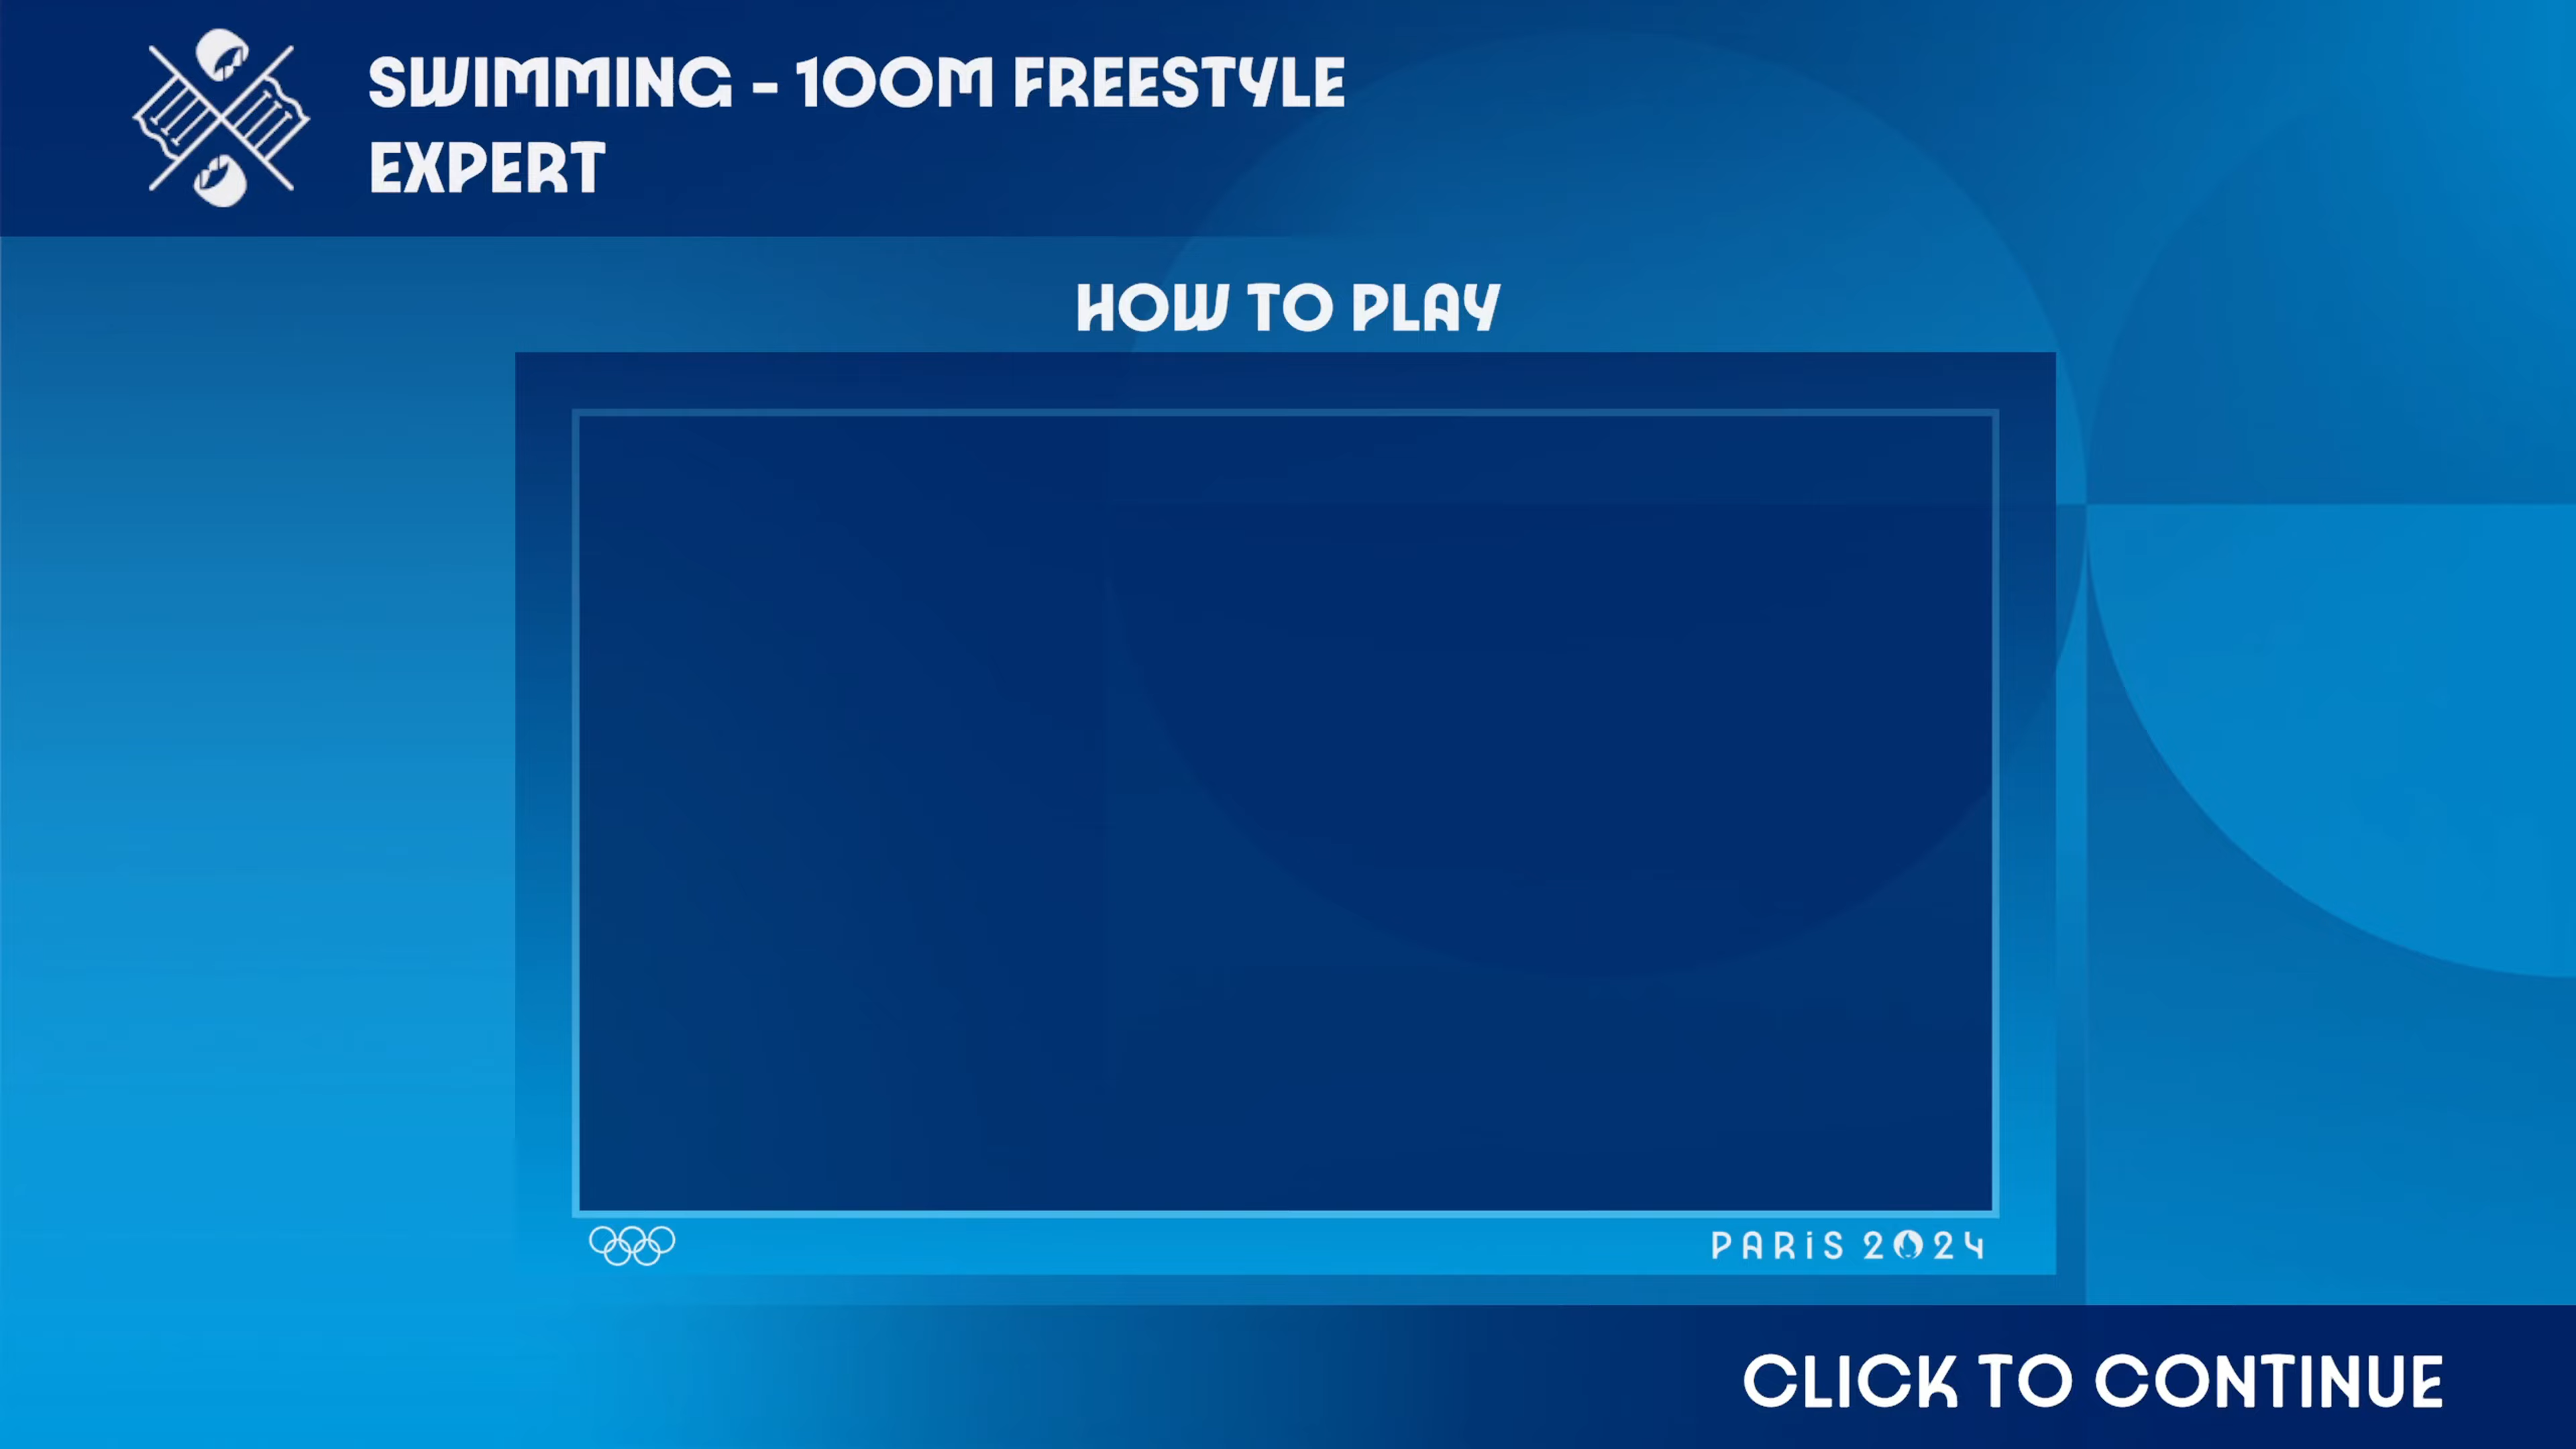 SWIMMING - 100M FREESTYLE
EXPERT
HOW TO PLAY
PARIS 2024
CLICK TO CONTINUE